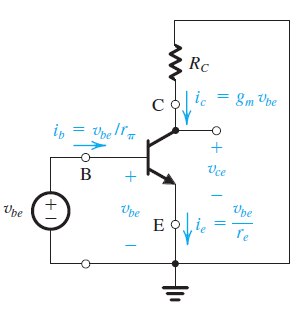 R_C
C
i_c = g_m v_be
i_b = v_be/r_π
B
+
v_ce
−
+
v_be
−
v_be
+
−
E
i_e = v_be/r_e